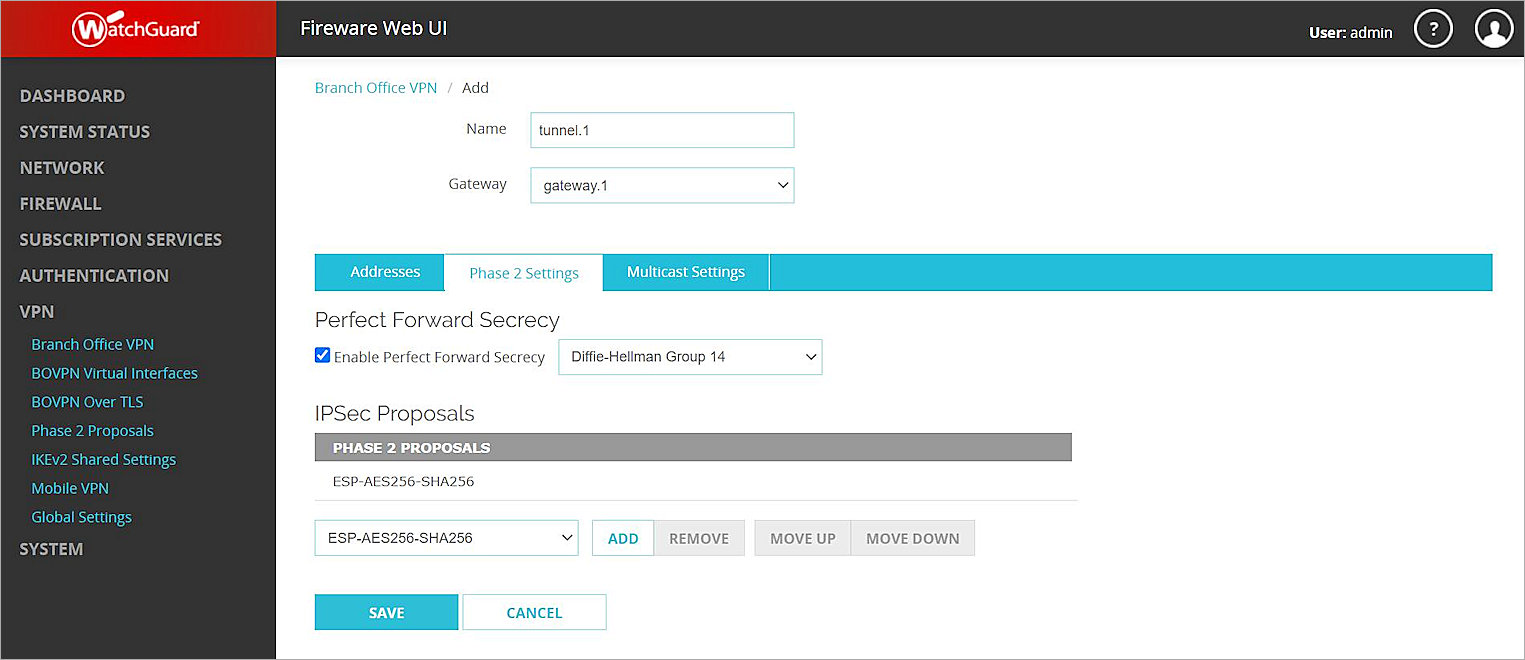 WatchGuard
Fireware Web UI
User: admin
?
DASHBOARD
SYSTEM STATUS
NETWORK
FIREWALL
SUBSCRIPTION SERVICES
AUTHENTICATION
VPN
Branch Office VPN
BOVPN Virtual Interfaces
BOVPN Over TLS
Phase 2 Proposals
IKEv2 Shared Settings
Mobile VPN
Global Settings
SYSTEM
Branch Office VPN / Add
Name tunnel.1
Gateway gateway.1
Addresses Phase 2 Settings Multicast Settings
Perfect Forward Secrecy
Enable Perfect Forward Secrecy Diffie-Hellman Group 14
IPSec Proposals
PHASE 2 PROPOSALS
ESP-AES256-SHA256
ESP-AES256-SHA256 ADD REMOVE MOVE UP MOVE DOWN
SAVE CANCEL